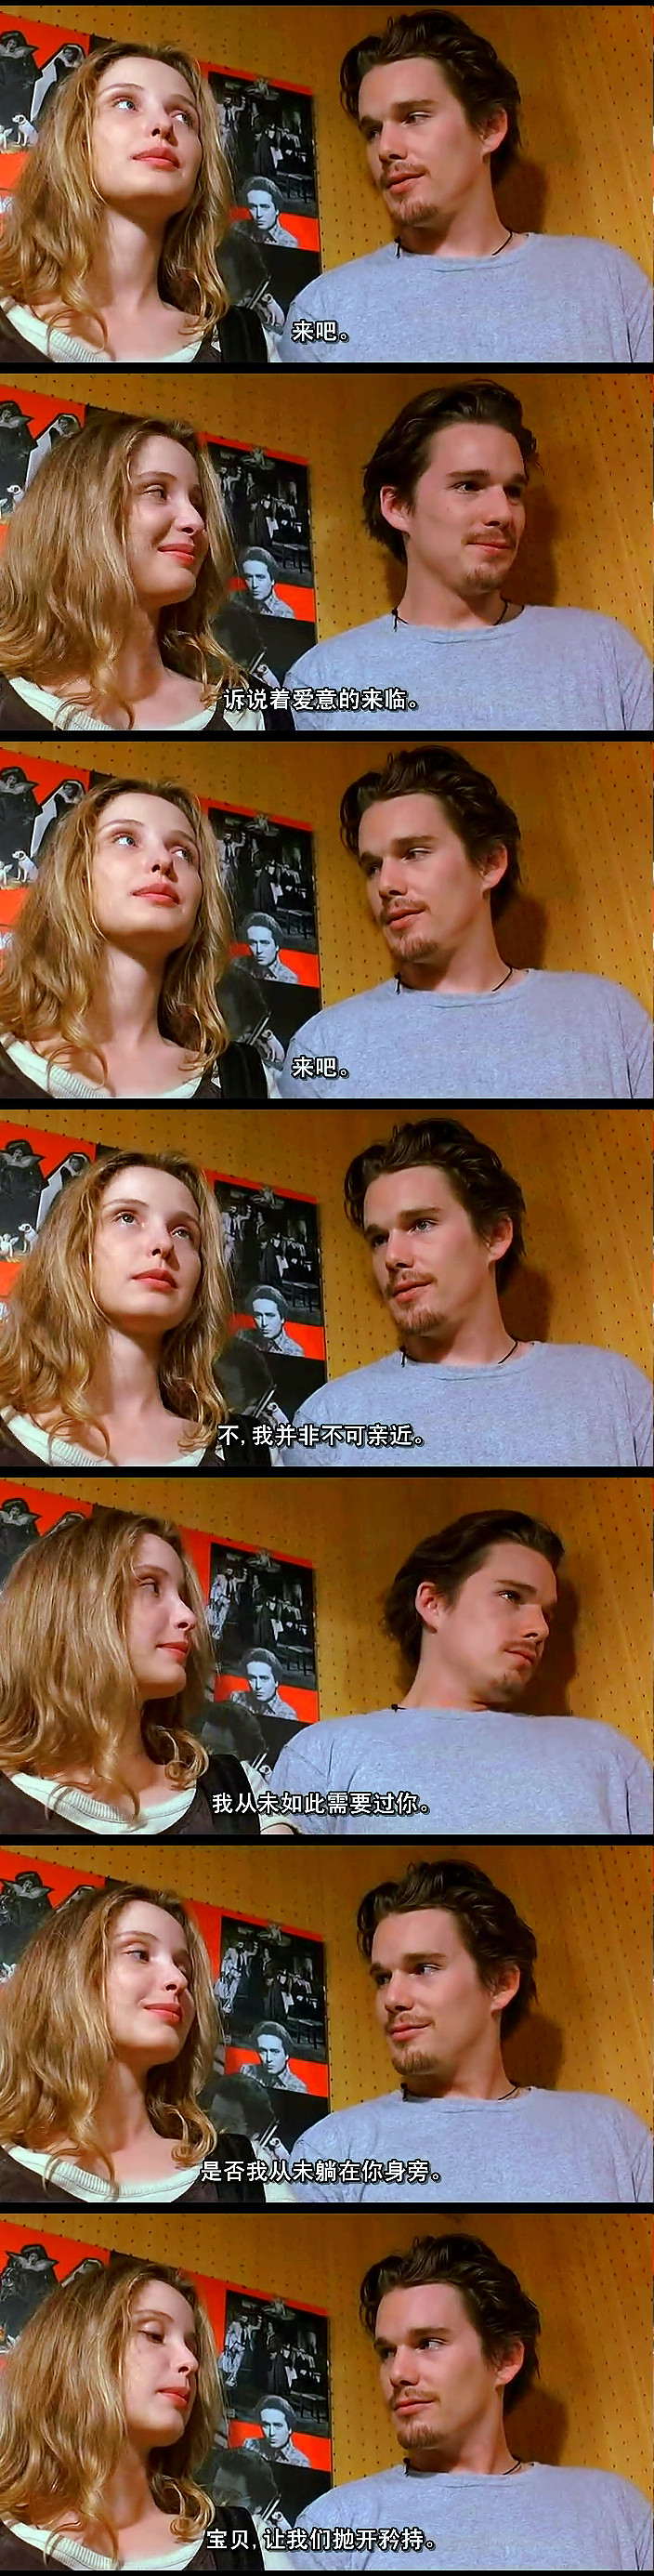 来吧。
诉说着爱意的来临。
来吧。
不,我并非不可亲近。
我从未如此需要过你。
是否我从未躺在你身旁。
宝贝,让我们抛开矜持。